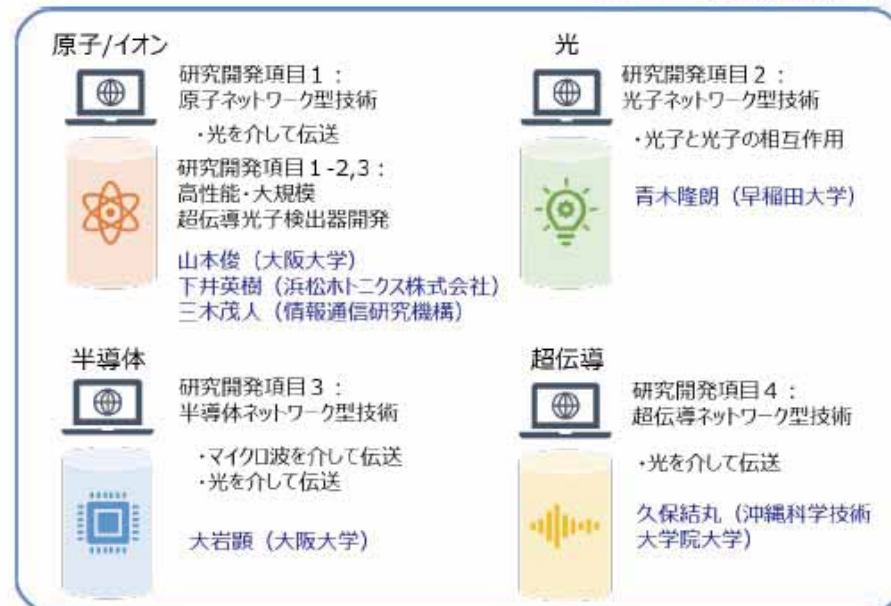 原子/イオン
研究開発項目1：
原子ネットワーク型技術
・光を介して伝送
研究開発項目1-2,3：
高性能・大規模
超伝導光子検出器開発
山本俊（大阪大学）
下井英樹（浜松ホトニクス株式会社）
三木茂人（情報通信研究機構）
光
研究開発項目2：
光子ネットワーク型技術
・光子と光子の相互作用
青木隆朗（早稲田大学）
半導体
研究開発項目3：
半導体ネットワーク型技術
・マイクロ波を介して伝送
・光を介して伝送
大岩顕（大阪大学）
超伝導
研究開発項目4：
超伝導ネットワーク型技術
・光を介して伝送
久保結丸（沖縄科学技術
大学院大学）